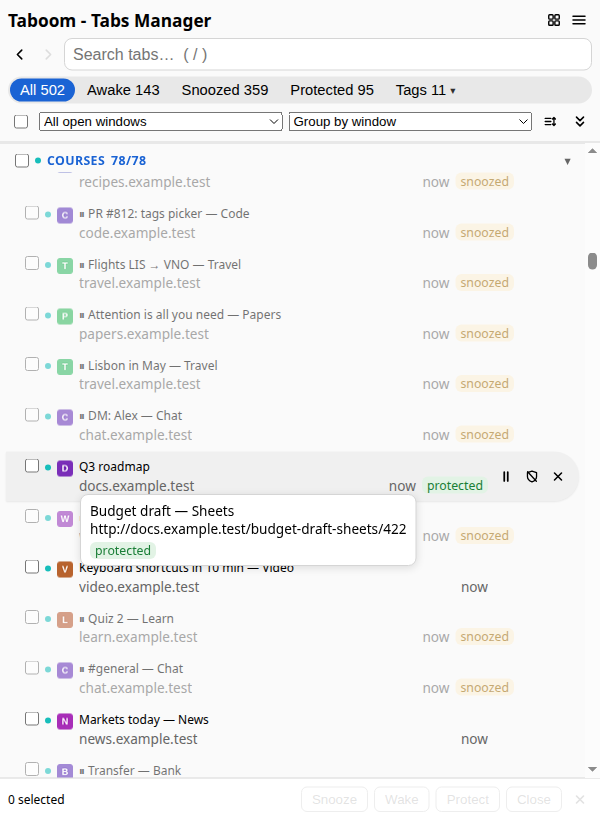 Taboom - Tabs Manager
Search tabs… ( / )
All 502 Awake 143 Snoozed 359 Protected 95 Tags 11 ▾
All open windows Group by window
COURSES 78/78 ▼
recipes.example.test now snoozed
C PR #812: tags picker — Code
code.example.test now snoozed
T Flights LIS → VNO — Travel
travel.example.test now snoozed
P Attention is all you need — Papers
papers.example.test now snoozed
T Lisbon in May — Travel
travel.example.test now snoozed
C DM: Alex — Chat
chat.example.test now snoozed
D Q3 roadmap
docs.example.test now protected
W
now snoozed
Budget draft — Sheets
http://docs.example.test/budget-draft-sheets/422
protected
V Keyboard shortcuts in 10 min — Video
video.example.test now
L Quiz 2 — Learn
learn.example.test now snoozed
C #general — Chat
chat.example.test now snoozed
N Markets today — News
news.example.test now
B Transfer — Bank
0 selected Snooze Wake Protect Close